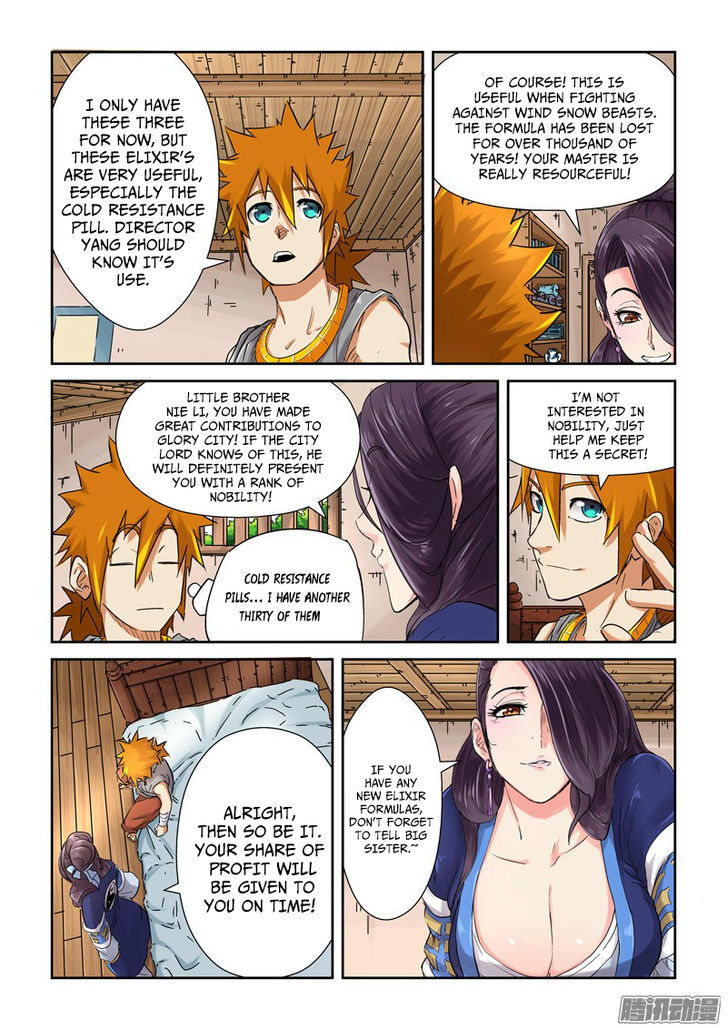 I ONLY HAVE
THESE THREE
FOR NOW, BUT
THESE ELIXIR'S
ARE VERY USEFUL,
ESPECIALLY THE
COLD RESISTANCE
PILL. DIRECTOR
YANG SHOULD
KNOW IT'S
USE.
OF COURSE! THIS IS
USEFUL WHEN FIGHTING
AGAINST WIND SNOW BEASTS.
THE FORMULA HAS BEEN LOST
FOR OVER THOUSAND OF
YEARS! YOUR MASTER IS
REALLY RESOURCEFUL!
LITTLE BROTHER
NIE LI, YOU HAVE MADE
GREAT CONTRIBUTIONS TO
GLORY CITY! IF THE CITY
LORD KNOWS OF THIS, HE
WILL DEFINITELY PRESENT
YOU WITH A RANK OF
NOBILITY!
COLD RESISTANCE
PILLS... I HAVE ANOTHER
THIRTY OF THEM
I'M NOT
INTERESTED IN
NOBILITY, JUST
HELP ME KEEP
THIS A SECRET!
ALRIGHT,
THEN SO BE IT.
YOUR SHARE OF
PROFIT WILL
BE GIVEN TO
YOU ON TIME!
IF YOU
HAVE ANY
NEW ELIXIR
FORMULAS,
DON'T FORGET
TO TELL BIG
SISTER.~
腾讯动漫